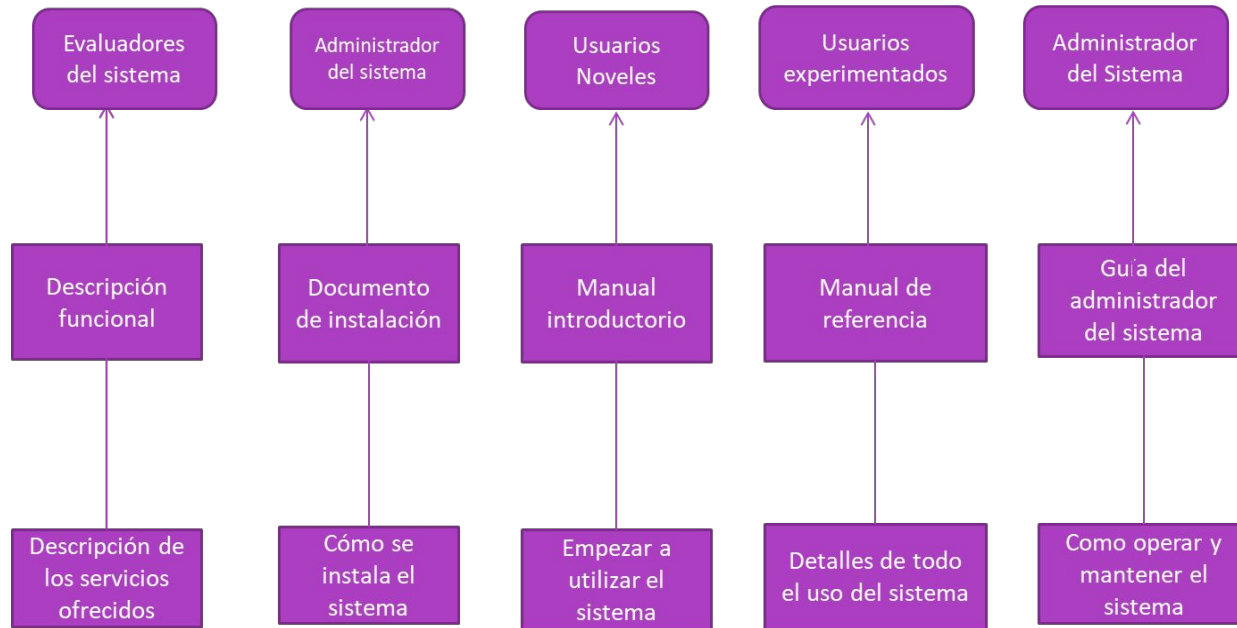 Evaluadores
del sistema
Administrador
del sistema
Usuarios
Noveles
Usuarios
experimentados
Administrador
del Sistema
Descripción
funcional
Documento
de instalación
Manual
introductorio
Manual de
referencia
Guía del
administrador
del sistema
Descripción de
los servicios
ofrecidos
Cómo se
instala el
sistema
Empezar a
utilizar el
sistema
Detalles de todo
el uso del sistema
Como operar y
mantener el
sistema